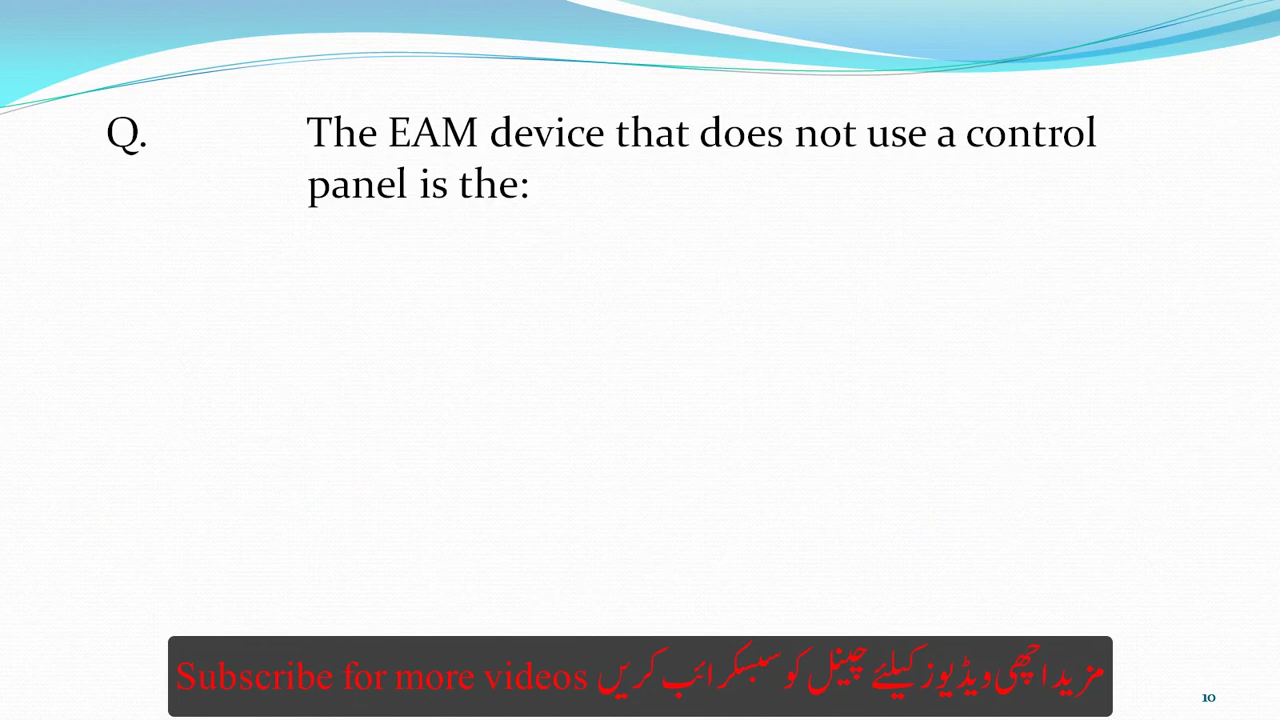 Q. The EAM device that does not use a control
panel is the:
Subscribe for more videos مزید اچھی ویڈیوز کیلئے چینل کو سبسکرائب کریں
10